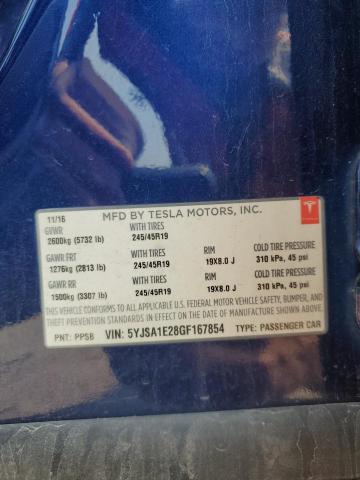 11/16 MFD BY TESLA MOTORS, INC.
GVWR WITH TIRES
2600kg (5732 lb) 245/45R19
GAWR FRT WITH TIRES RIM COLD TIRE PRESSURE
1276kg (2813 lb) 245/45R19 19X8.0 J 310 kPa, 45 psi
GAWR RR WITH TIRES RIM COLD TIRE PRESSURE
1500kg (3307 lb) 245/45R19 19X8.0 J 310 kPa, 45 psi
THIS VEHICLE CONFORMS TO ALL APPLICABLE U.S. FEDERAL MOTOR VEHICLE SAFETY, BUMPER, AND
THEFT PREVENTION STANDARDS IN EFFECT ON THE DATE OF MANUFACTURE SHOWN ABOVE.
PNT: PPSB VIN: 5YJSA1E28GF167854 TYPE: PASSENGER CAR